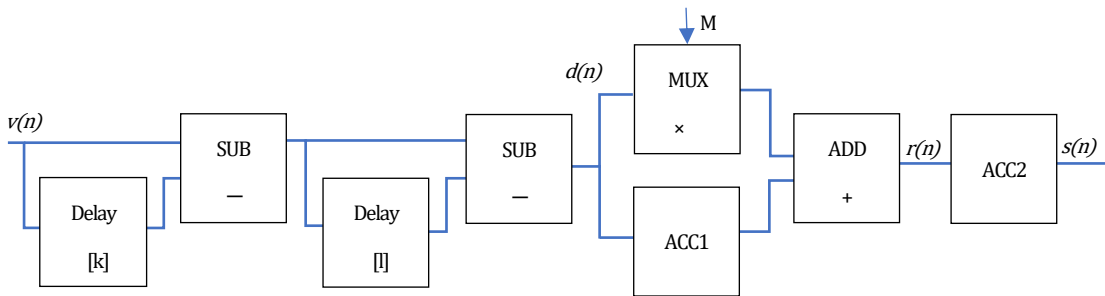 v(n)
Delay
[k]
SUB
−
Delay
[l]
SUB
−
d(n)
M
MUX
×
ACC1
ADD
+
r(n)
ACC2
s(n)